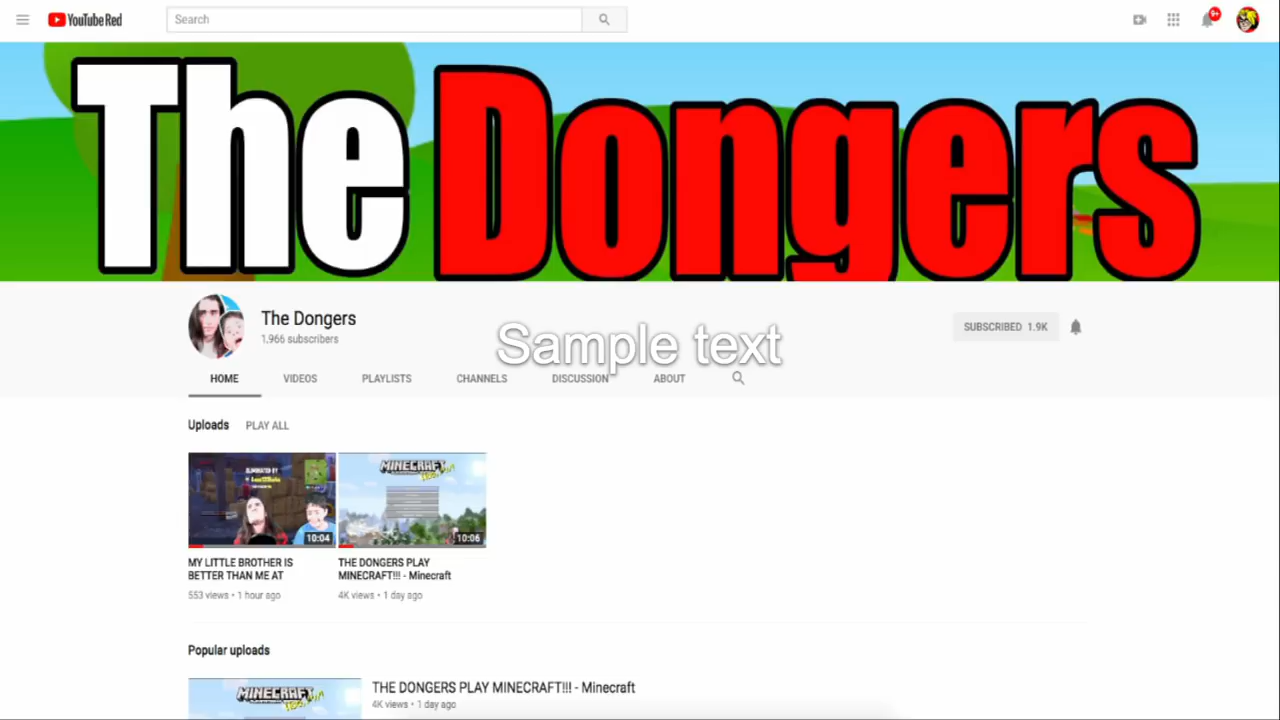 YouTube Red
Search
9+
The Dongers
The Dongers
1,966 subscribers
SUBSCRIBED 1.9K
Sample text
HOME VIDEOS PLAYLISTS CHANNELS DISCUSSION ABOUT
Uploads PLAY ALL
ELIMINATED BY
10:04
MINECRAFT
10:06
MY LITTLE BROTHER IS
BETTER THAN ME AT
553 views • 1 hour ago
THE DONGERS PLAY
MINECRAFT!!! - Minecraft
4K views • 1 day ago
Popular uploads
MINECRAFT
THE DONGERS PLAY MINECRAFT!!! - Minecraft
4K views • 1 day ago